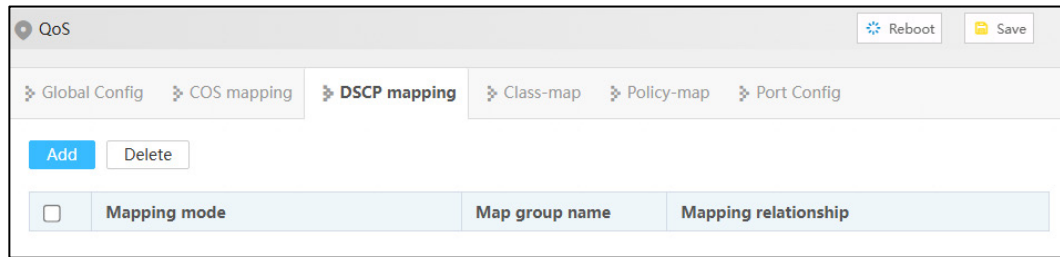 QoS Reboot Save
Global Config COS mapping DSCP mapping Class-map Policy-map Port Config
Add Delete
Mapping mode Map group name Mapping relationship